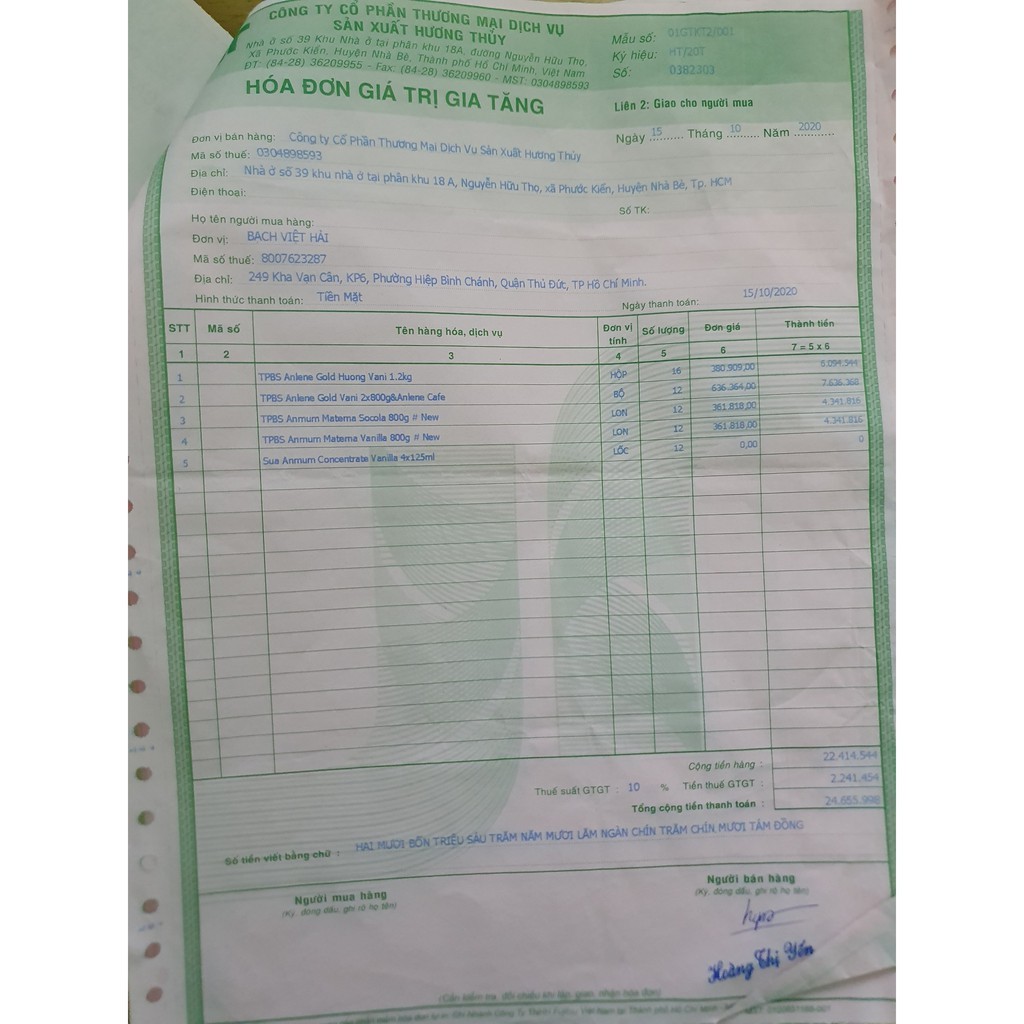 CÔNG TY CỔ PHẦN THƯƠNG MẠI DỊCH VỤ
SẢN XUẤT HƯƠNG THỦY
Nhà ở số 39 Khu Nhà ở tại phân khu 18A, đường Nguyễn Hữu Thọ,
Xã Phước Kiển, Huyện Nhà Bè, Thành phố Hồ Chí Minh, Việt Nam
ĐT: (84-28) 36209955 - Fax: (84-28) 36209960 - MST: 0304898593
Mẫu số: 01GTKT2/001
Ký hiệu: HT/20T
Số: 0382303
HÓA ĐƠN GIÁ TRỊ GIA TĂNG
Liên 2: Giao cho người mua
Ngày 15 Tháng 10 Năm 2020
Đơn vị bán hàng: Công ty Cổ Phần Thương Mai Dịch Vụ Sản Xuất Hương Thủy
Mã số thuế: 0304898593
Địa chỉ: Nhà ở số 39 khu nhà ở tại phân khu 18 A, Nguyễn Hữu Tho, xã Phước Kiển, Huyện Nhà Bè, Tp. HCM
Điện thoại:
Số TK:
Họ tên người mua hàng:
Đơn vị: BẠCH VIỆT HẢI
Mã số thuế: 8007623287
Địa chỉ: 249 Kha Vạn Cân, KP6, Phường Hiệp Bình Chánh, Quận Thủ Đức, TP Hồ Chí Minh.
Hình thức thanh toán: Tiền Mặt
Ngày thanh toán: 15/10/2020
STT Mã số Tên hàng hóa, dịch vụ Đơn vị tính Số lượng Đơn giá Thành tiền
1 2 3 4 5 6 7 = 5 x 6
1 TPBS Anlene Gold Huong Vani 1.2kg HỘP 16 380.909,00 6.094.544
2 TPBS Anlene Gold Vani 2x800g&Anlene Cafe BỘ 12 636.364,00 7.636.368
3 TPBS Anmum Materna Socola 800g # New LON 12 361.818,00 4.341.816
4 TPBS Anmum Materna Vanilla 800g # New LON 12 361.818,00 4.341.816
5 Sua Anmum Concentrate Vanilla 4x125ml LỐC 12 0,00 0
Cộng tiền hàng : 22.414.544
Thuế suất GTGT : 10 % Tiền thuế GTGT : 2.241.454
Tổng cộng tiền thanh toán : 24.655.998
Số tiền viết bằng chữ : HAI MƯƠI BỐN TRIỆU SÁU TRĂM NĂM MƯƠI LĂM NGÀN CHÍN TRĂM CHÍN MƯƠI TÁM ĐỒNG
Người mua hàng
(Ký, đóng dấu, ghi rõ họ tên)
Người bán hàng
(Ký, đóng dấu, ghi rõ họ tên)
Hoàng Thị Yến
(Cần kiểm tra, đối chiếu khi lập, giao, nhận hóa đơn)